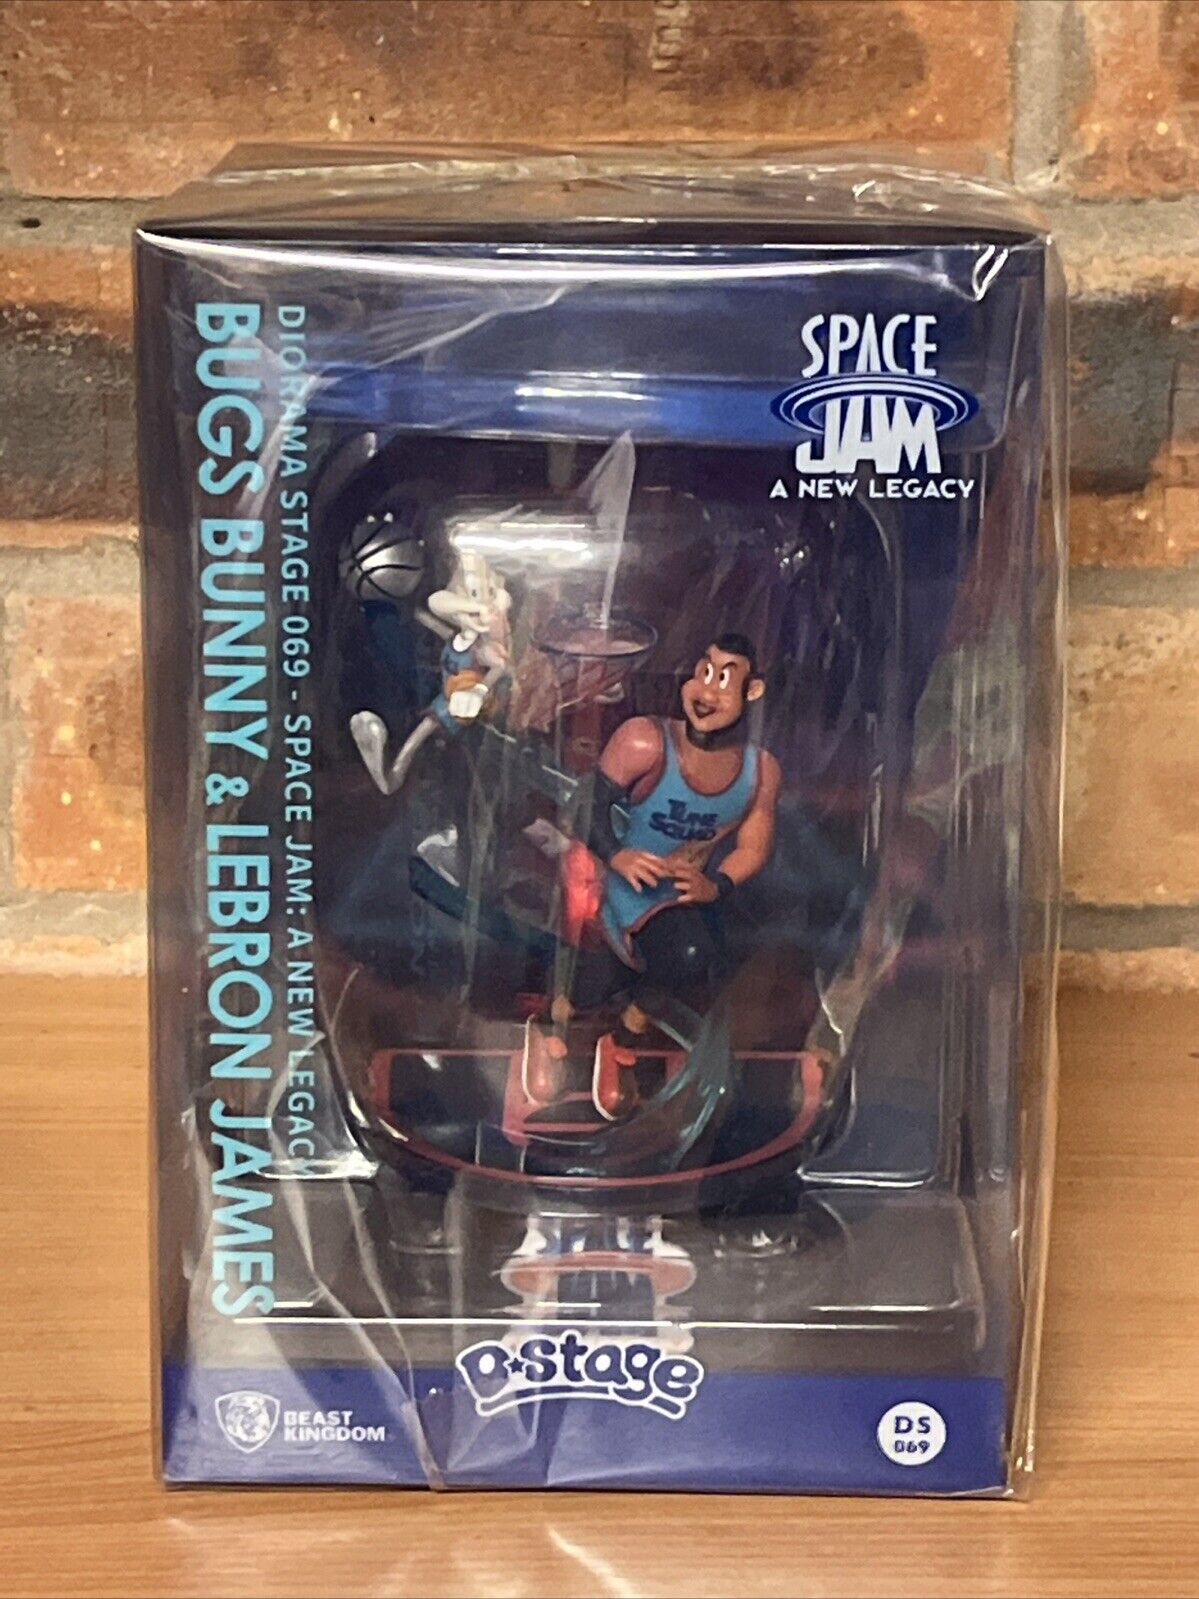 SPACE
JAM
A NEW LEGACY
DIORAMA STAGE 069 - SPACE JAM: A NEW LEGACY
BUGS BUNNY & LEBRON JAMES
TUNE
SQUAD
D-Stage
BEAST
KINGDOM
DS
069